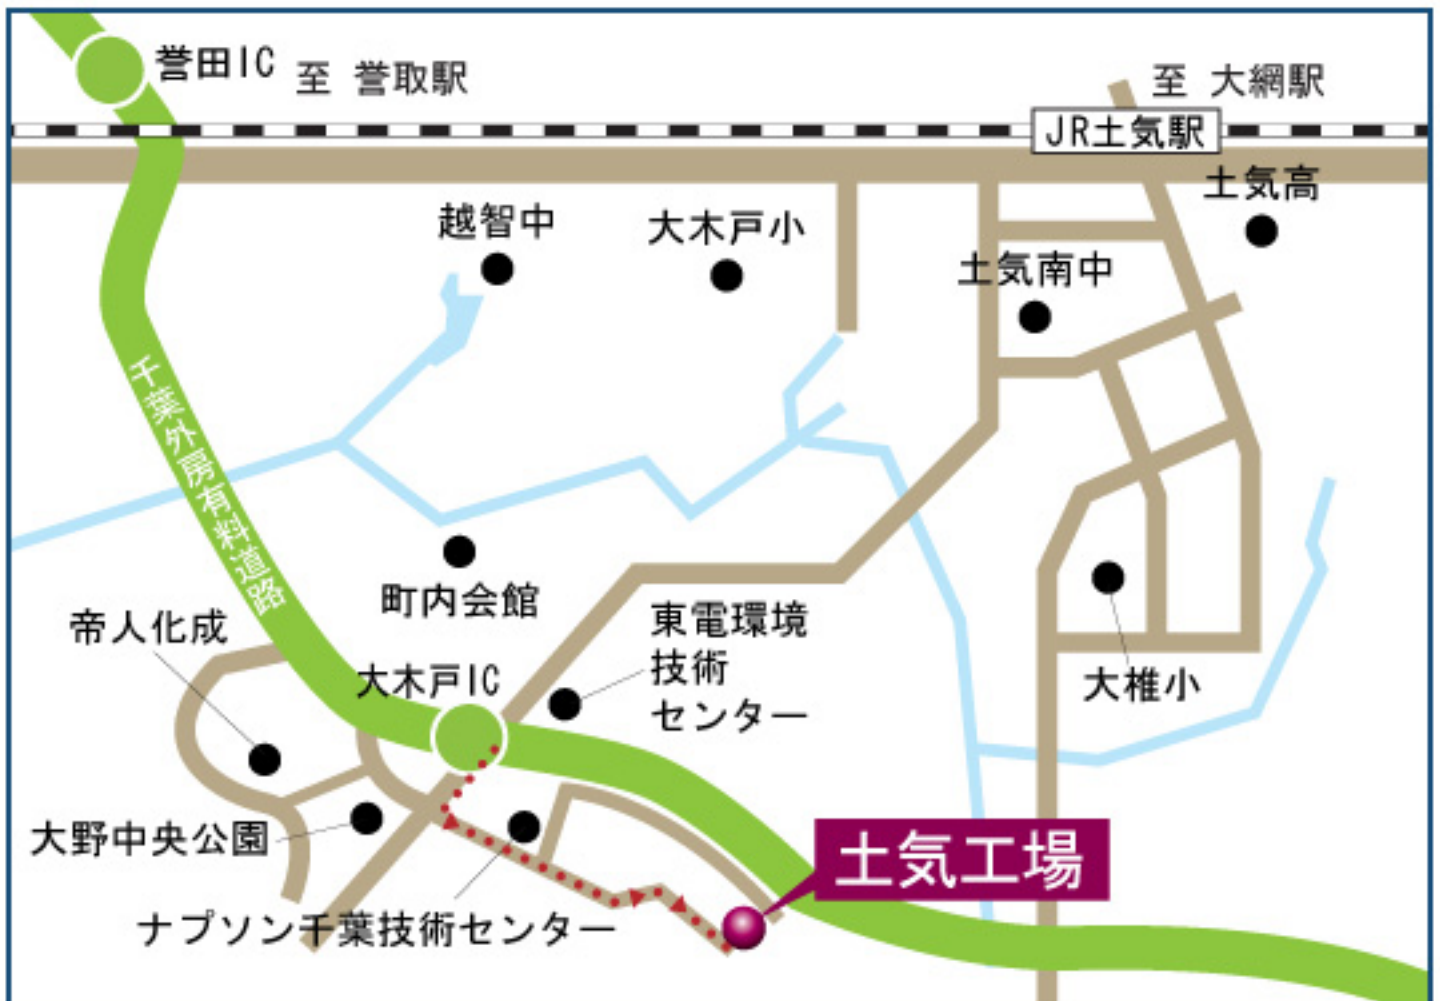 誉田IC
至 誉取駅
至 大網駅
JR土気駅
土気高
越智中
大木戸小
土気南中
千葉外房有料道路
町内会館
帝人化成
東電環境
技術
センター
大木戸IC
大椎小
大野中央公園
土気工場
ナプソン千葉技術センター